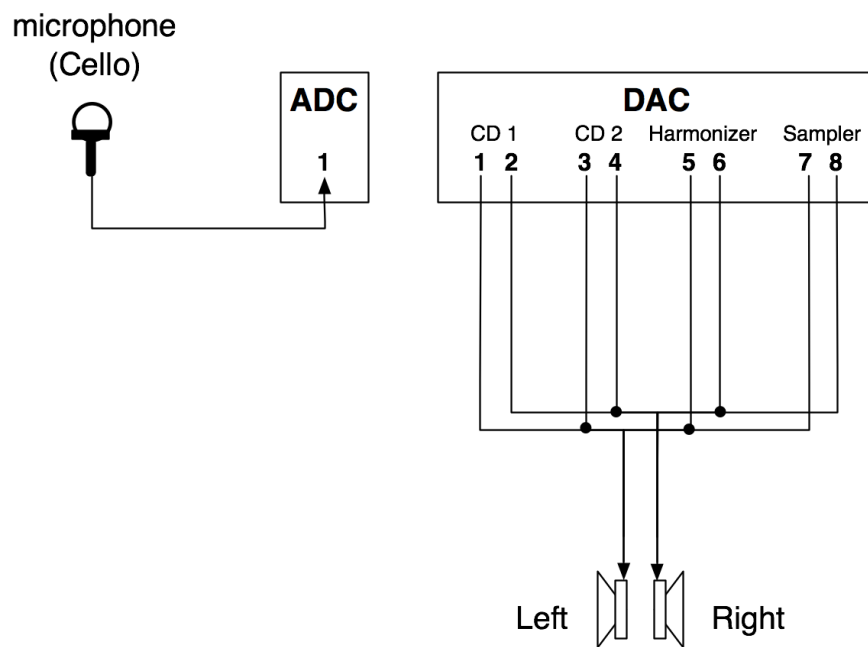 microphone
(Cello)
ADC
1
DAC
CD 1 CD 2 Harmonizer Sampler
1 2 3 4 5 6 7 8
Left Right